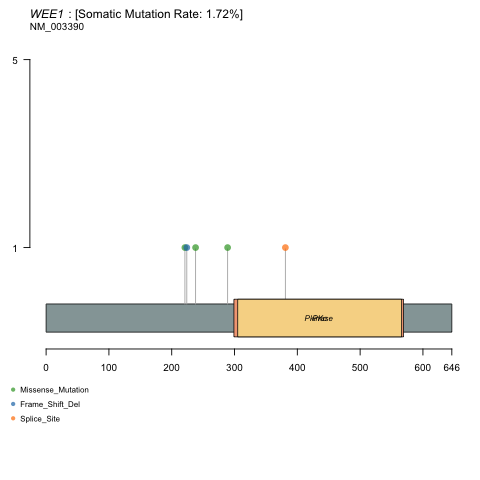 WEE1 : [Somatic Mutation Rate: 1.72%]
NM_003390
5
1
0 100 200 300 400 500 600 646
Missense_Mutation
Frame_Shift_Del
Splice_Site